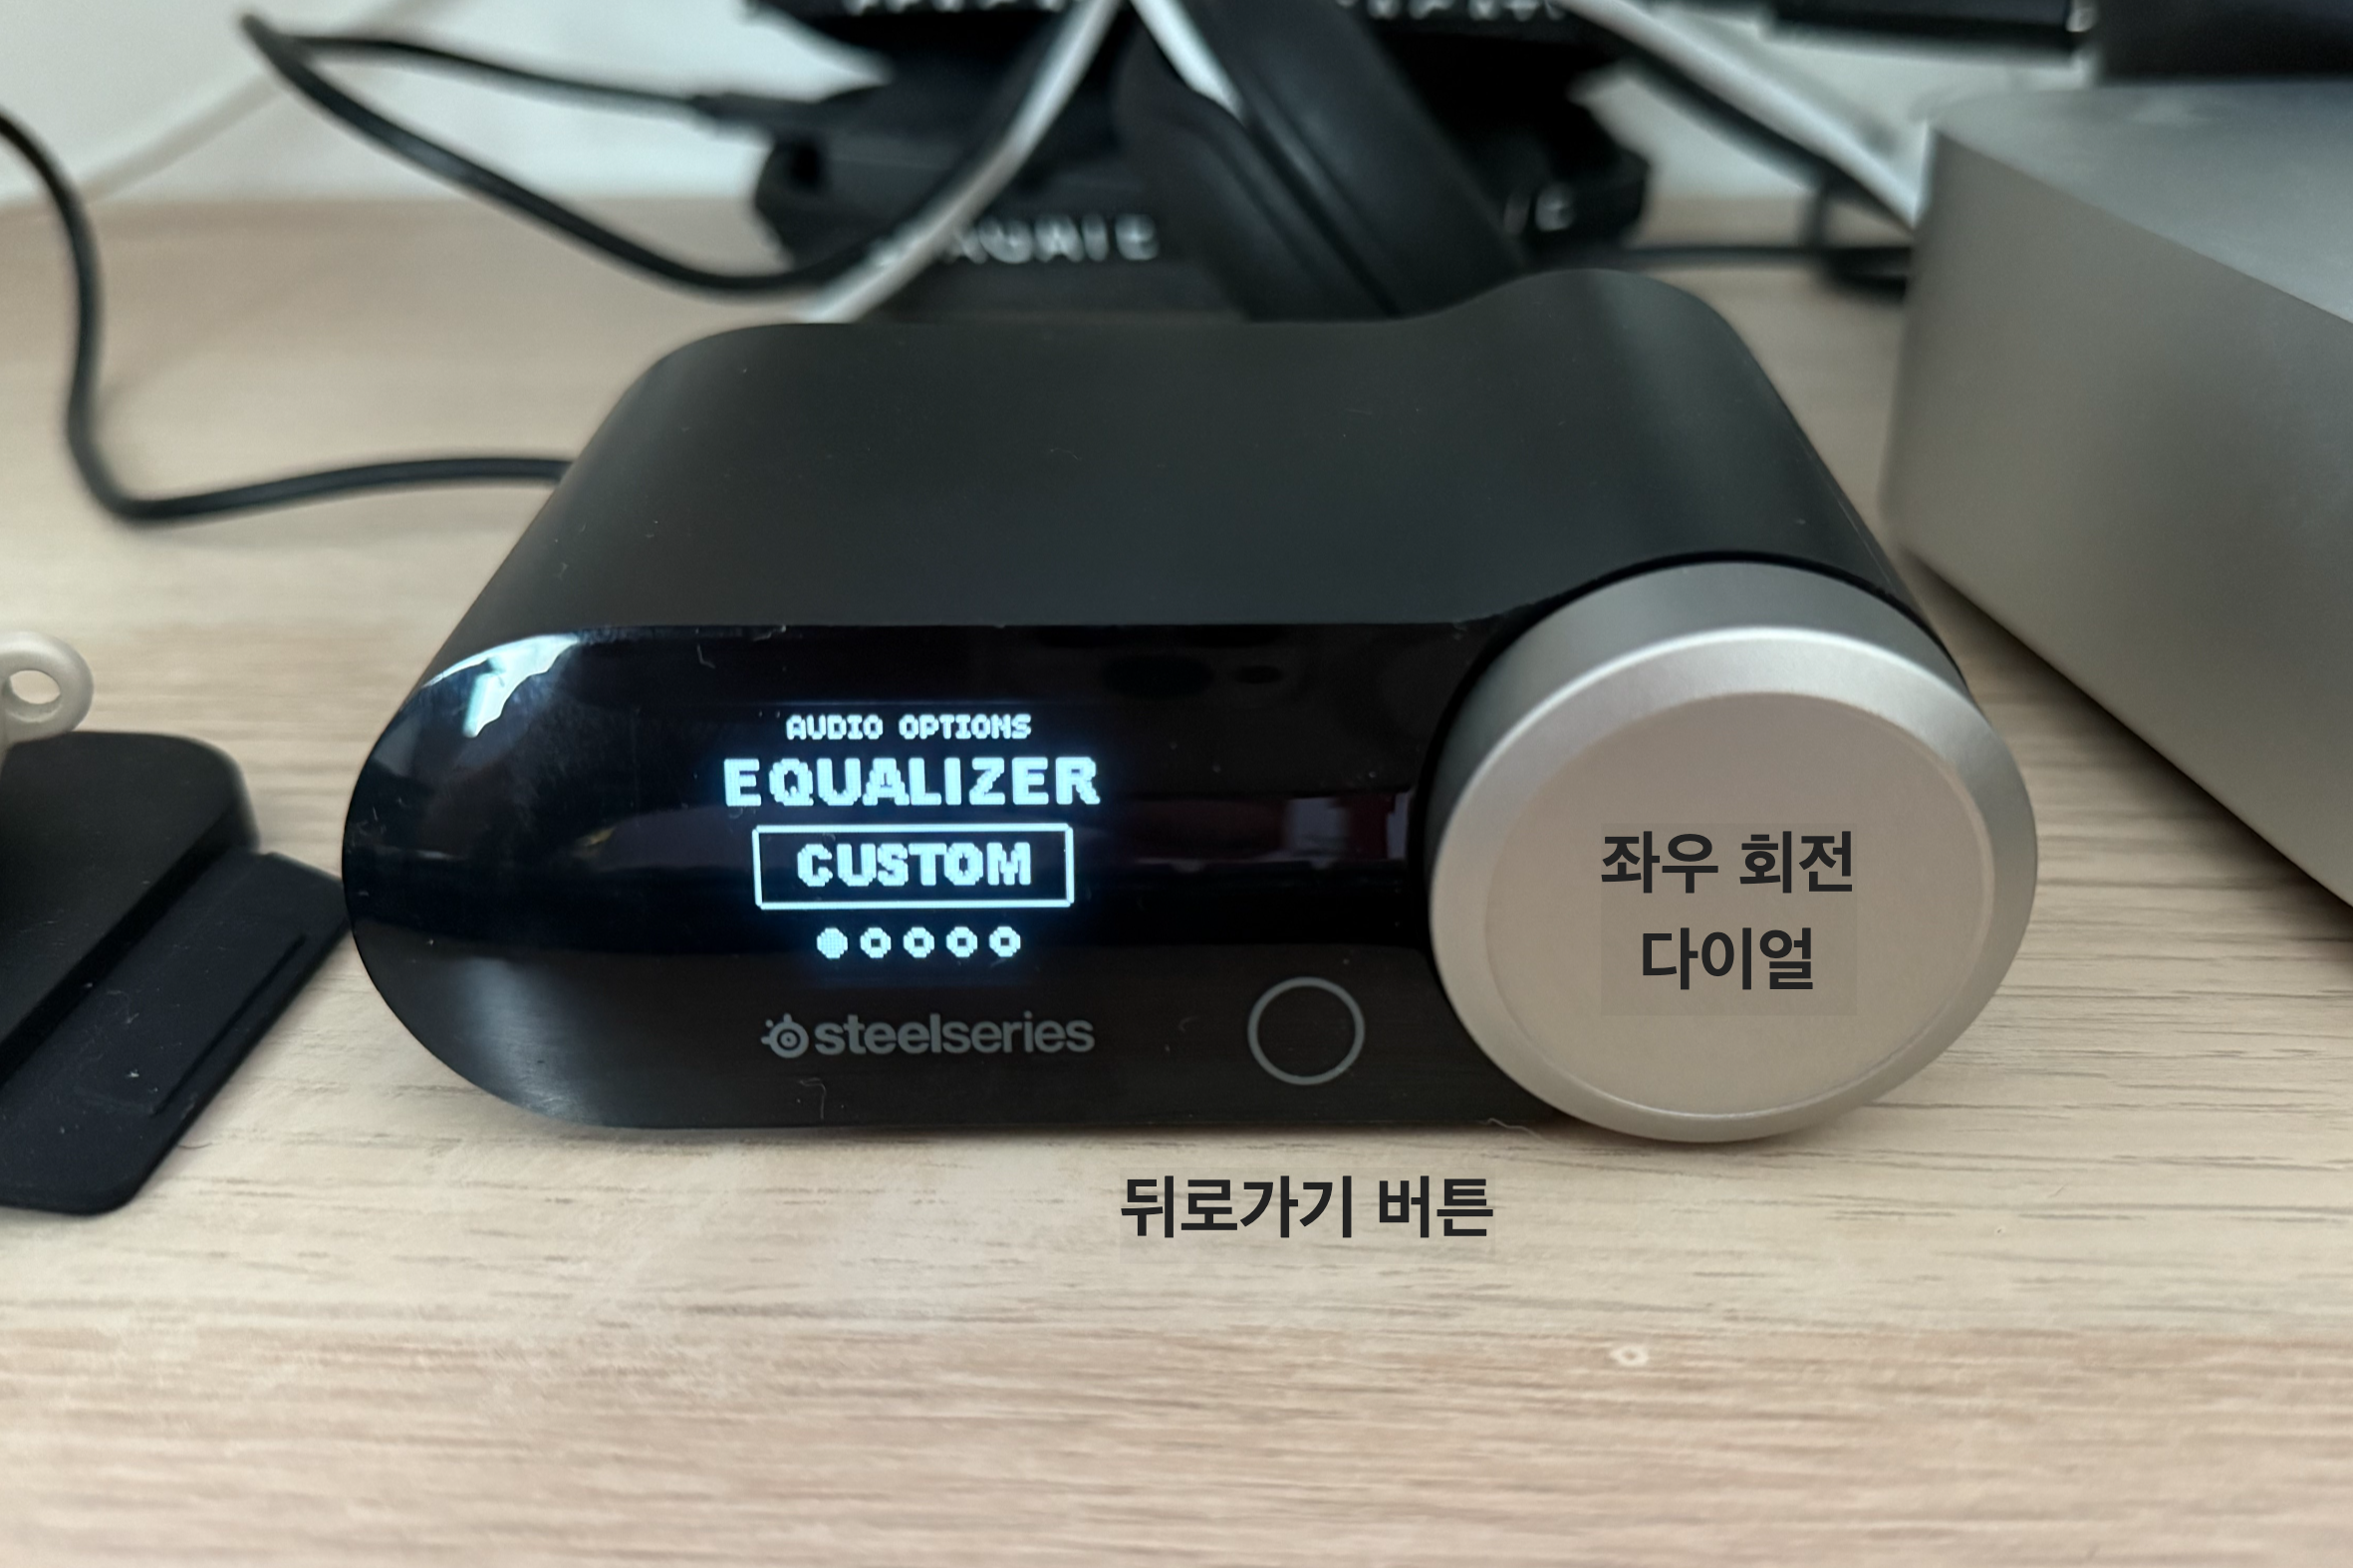 AUDIO OPTIONS
EQUALIZER
CUSTOM
steelseries
좌우 회전
다이얼
뒤로가기 버튼